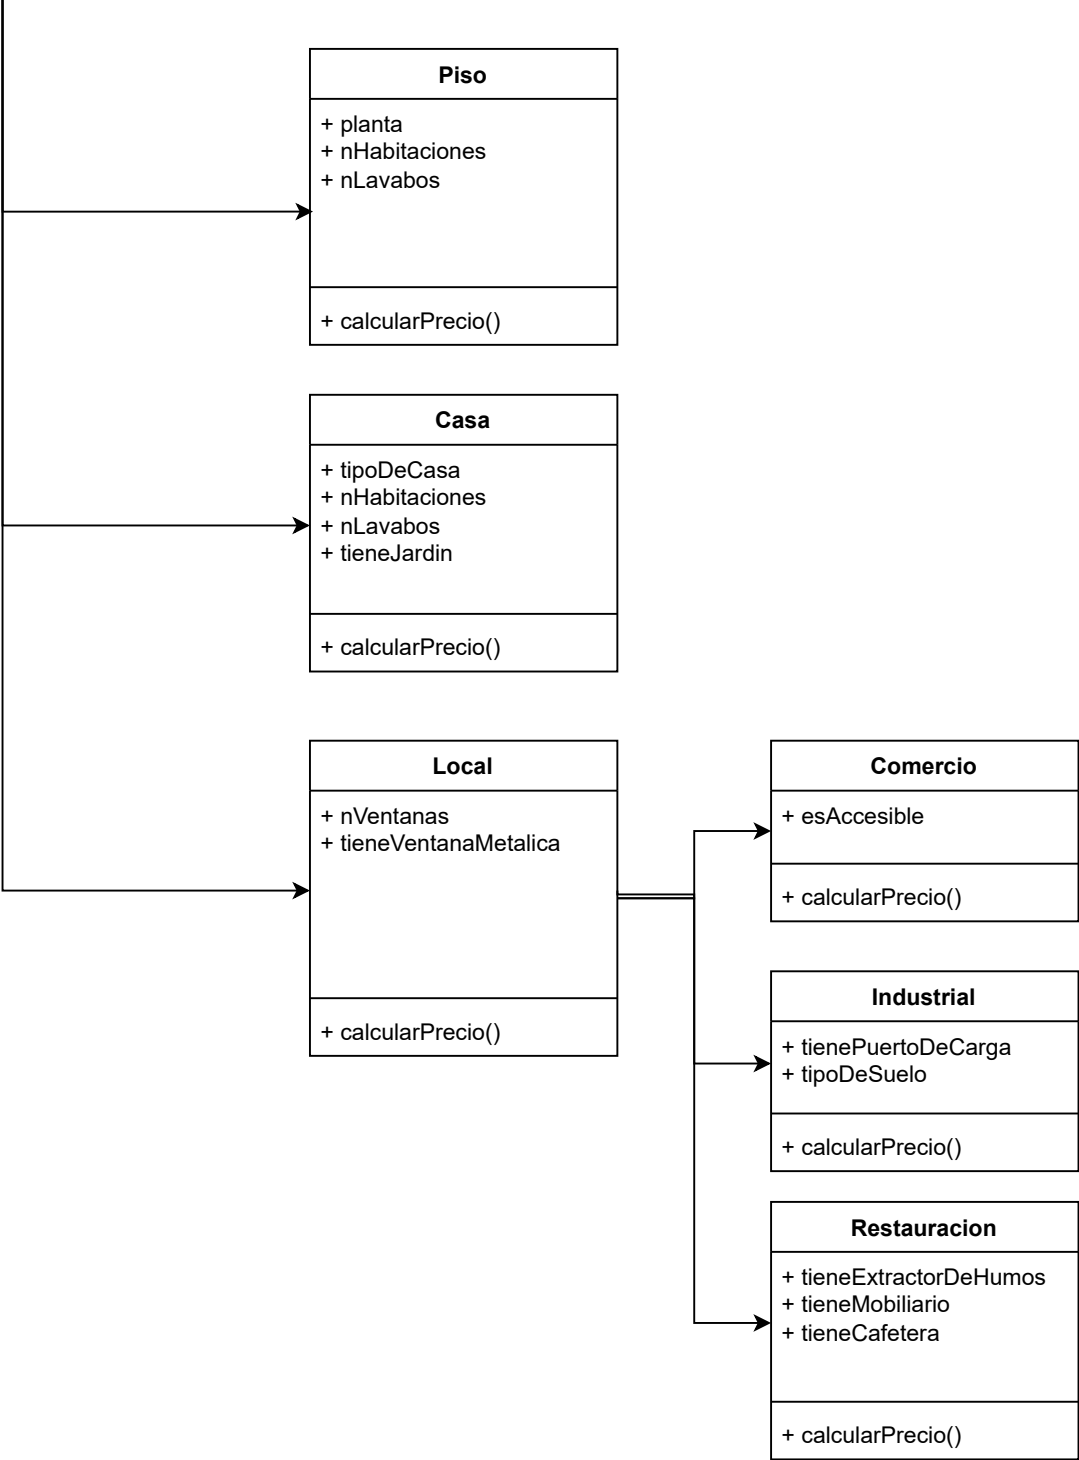 Piso
+ planta
+ nHabitaciones
+ nLavabos
+ calcularPrecio()
Casa
+ tipoDeCasa
+ nHabitaciones
+ nLavabos
+ tieneJardin
+ calcularPrecio()
Local
+ nVentanas
+ tieneVentanaMetalica
+ calcularPrecio()
Comercio
+ esAccesible
+ calcularPrecio()
Industrial
+ tienePuertoDeCarga
+ tipoDeSuelo
+ calcularPrecio()
Restauracion
+ tieneExtractorDeHumos
+ tieneMobiliario
+ tieneCafetera
+ calcularPrecio()